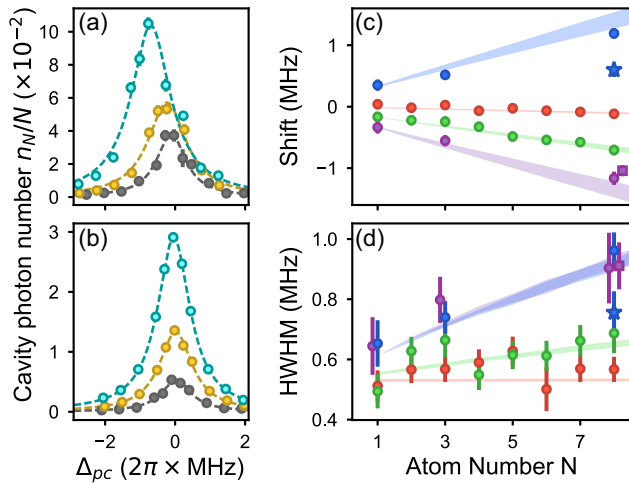 (a)
10
8
6
4
2
0
(b)
3
2
1
0
−2
0
2
Cavity photon number n_N/N (×10⁻²)
Δ_pc (2π × MHz)
(c)
1
0
−1
Shift (MHz)
(d)
1.0
0.8
0.6
0.4
HWHM (MHz)
1
3
5
7
Atom Number N